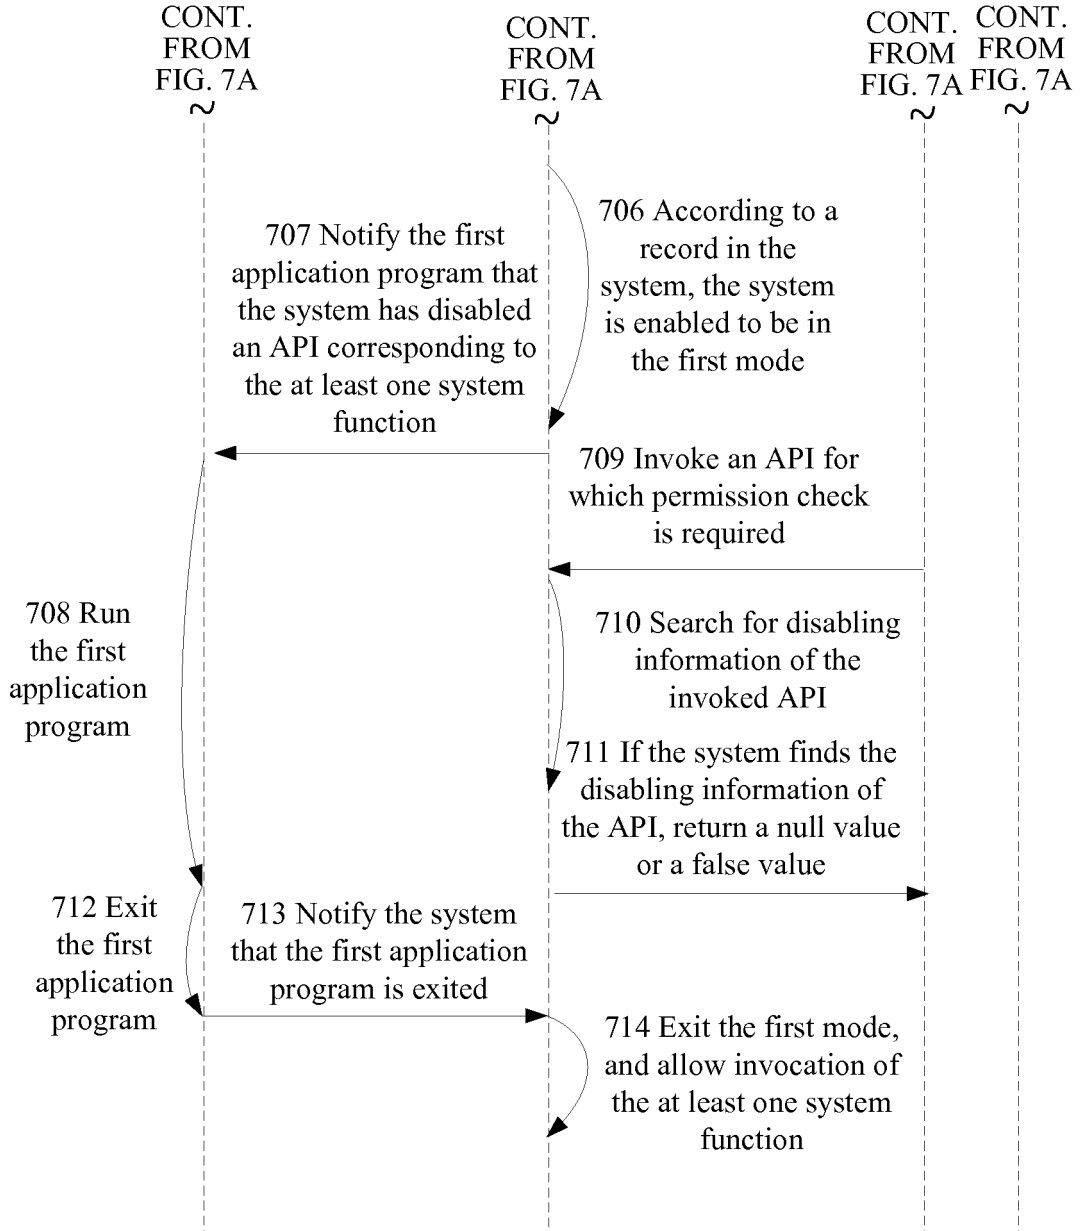 CONT.
FROM
FIG. 7A
CONT.
FROM
FIG. 7A
CONT.
FROM
FIG. 7A
CONT.
FROM
FIG. 7A
706 According to a
record in the
system, the system
is enabled to be in
the first mode
707 Notify the first
application program that
the system has disabled
an API corresponding to
the at least one system
function
709 Invoke an API for
which permission check
is required
708 Run
the first
application
program
710 Search for disabling
information of the
invoked API
711 If the system finds the
disabling information of
the API, return a null value
or a false value
712 Exit
the first
application
program
713 Notify the system
that the first application
program is exited
714 Exit the first mode,
and allow invocation of
the at least one system
function